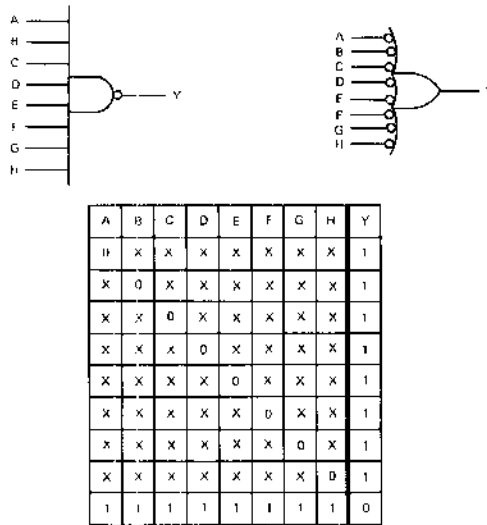 A
B
C
D
E
F
G
H
Y
A
B
C
D
E
F
G
H
A B C D E F G H Y
0 X X X X X X X 1
X 0 X X X X X X 1
X X 0 X X X X X 1
X X X 0 X X X X 1
X X X X 0 X X X 1
X X X X X 0 X X 1
X X X X X X 0 X 1
X X X X X X X 0 1
1 1 1 1 1 1 1 1 0